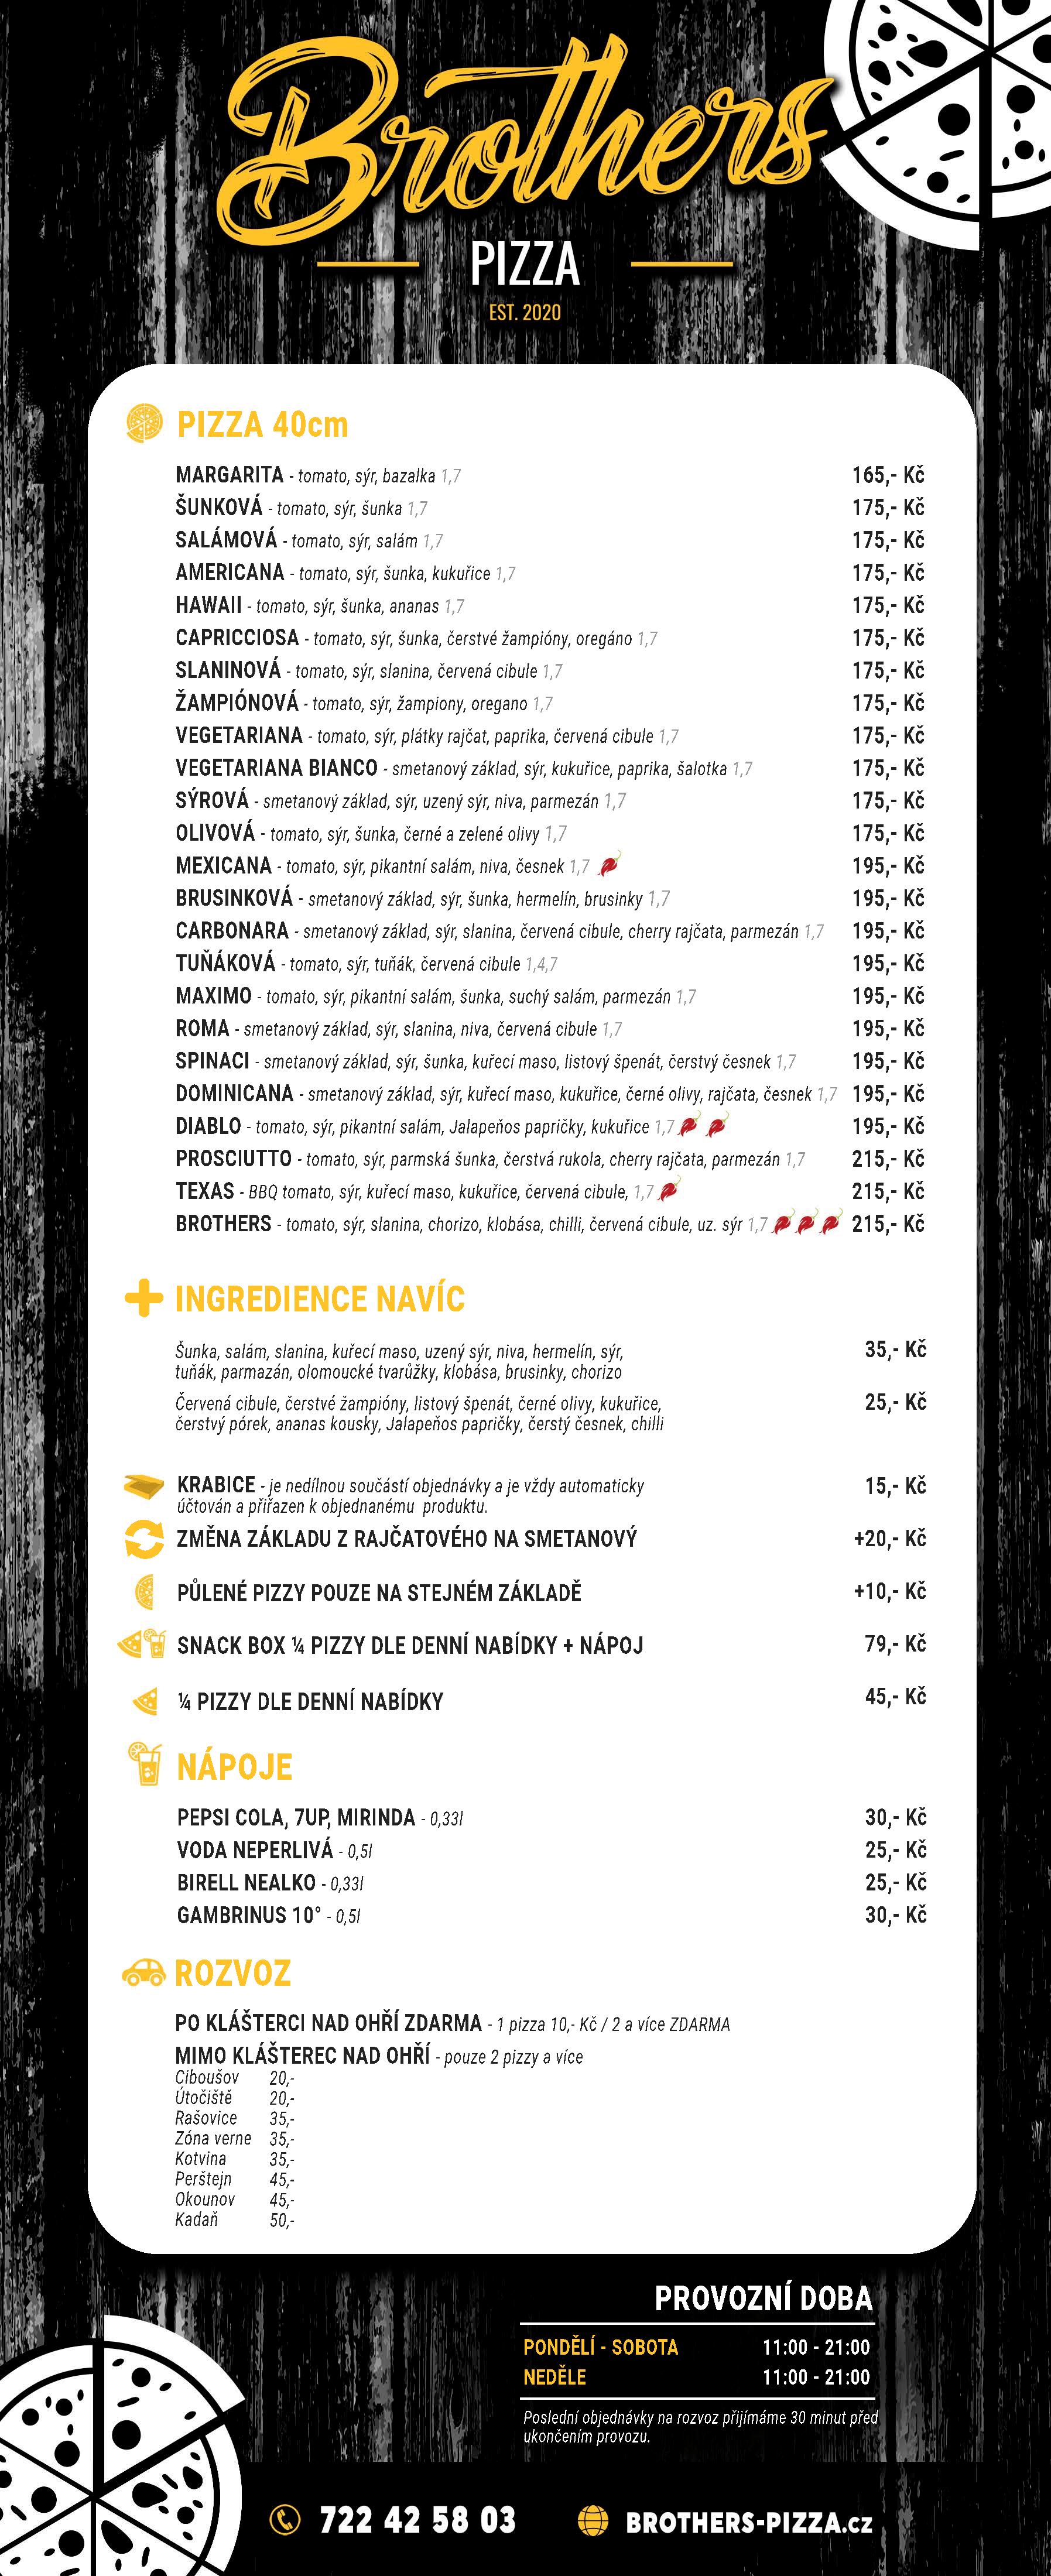 Brothers
PIZZA
EST. 2020
PIZZA 40cm
MARGARITA - tomato, sýr, bazalka 1,7 165,- Kč
ŠUNKOVÁ - tomato, sýr, šunka 1,7 175,- Kč
SALÁMOVÁ - tomato, sýr, salám 1,7 175,- Kč
AMERICANA - tomato, sýr, šunka, kukuřice 1,7 175,- Kč
HAWAII - tomato, sýr, šunka, ananas 1,7 175,- Kč
CAPRICCIOSA - tomato, sýr, šunka, čerstvé žampióny, oregáno 1,7 175,- Kč
SLANINOVÁ - tomato, sýr, slanina, červená cibule 1,7 175,- Kč
ŽAMPIÓNOVÁ - tomato, sýr, žampiony, oregano 1,7 175,- Kč
VEGETARIANA - tomato, sýr, plátky rajčat, paprika, červená cibule 1,7 175,- Kč
VEGETARIANA BIANCO - smetanový základ, sýr, kukuřice, paprika, šalotka 1,7 175,- Kč
SÝROVÁ - smetanový základ, sýr, uzený sýr, niva, parmezán 1,7 175,- Kč
OLIVOVÁ - tomato, sýr, šunka, černé a zelené olivy 1,7 175,- Kč
MEXICANA - tomato, sýr, pikantní salám, niva, česnek 1,7 195,- Kč
BRUSINKOVÁ - smetanový základ, sýr, šunka, hermelín, brusinky 1,7 195,- Kč
CARBONARA - smetanový základ, sýr, slanina, červená cibule, cherry rajčata, parmezán 1,7 195,- Kč
TUŇÁKOVÁ - tomato, sýr, tuňák, červená cibule 1,4,7 195,- Kč
MAXIMO - tomato, sýr, pikantní salám, šunka, suchý salám, parmezán 1,7 195,- Kč
ROMA - smetanový základ, sýr, slanina, niva, červená cibule 1,7 195,- Kč
SPINACI - smetanový základ, sýr, šunka, kuřecí maso, listový špenát, čerstvý česnek 1,7 195,- Kč
DOMINICANA - smetanový základ, sýr, kuřecí maso, kukuřice, černé olivy, rajčata, česnek 1,7 195,- Kč
DIABLO - tomato, sýr, pikantní salám, Jalapeňos papričky, kukuřice 1,7 195,- Kč
PROSCIUTTO - tomato, sýr, parmská šunka, čerstvá rukola, cherry rajčata, parmezán 1,7 215,- Kč
TEXAS - BBQ tomato, sýr, kuřecí maso, kukuřice, červená cibule, 1,7 215,- Kč
BROTHERS - tomato, sýr, slanina, chorizo, klobása, chilli, červená cibule, uz. sýr 1,7 215,- Kč
INGREDIENCE NAVÍC
Šunka, salám, slanina, kuřecí maso, uzený sýr, niva, hermelín, sýr, 35,- Kč
tuňák, parmazán, olomoucké tvarůžky, klobása, brusinky, chorizo
Červená cibule, čerstvé žampióny, listový špenát, černé olivy, kukuřice, 25,- Kč
čerstvý pórek, ananas kousky, Jalapeňos papričky, čerstý česnek, chilli
KRABICE - je nedílnou součástí objednávky a je vždy automaticky 15,- Kč
účtován a přiřazen k objednanému produktu.
ZMĚNA ZÁKLADU Z RAJČATOVÉHO NA SMETANOVÝ +20,- Kč
PŮLENÉ PIZZY POUZE NA STEJNÉM ZÁKLADĚ +10,- Kč
SNACK BOX ¼ PIZZY DLE DENNÍ NABÍDKY + NÁPOJ 79,- Kč
¼ PIZZY DLE DENNÍ NABÍDKY 45,- Kč
NÁPOJE
PEPSI COLA, 7UP, MIRINDA - 0,33l 30,- Kč
VODA NEPERLIVÁ - 0,5l 25,- Kč
BIRELL NEALKO - 0,33l 25,- Kč
GAMBRINUS 10° - 0,5l 30,- Kč
ROZVOZ
PO KLÁŠTERCI NAD OHŘÍ ZDARMA - 1 pizza 10,- Kč / 2 a více ZDARMA
MIMO KLÁŠTEREC NAD OHŘÍ - pouze 2 pizzy a více
Ciboušov 20,-
Útočiště 20,-
Rašovice 35,-
Zóna verne 35,-
Kotvina 35,-
Perštejn 45,-
Okounov 45,-
Kadaň 50,-
PROVOZNÍ DOBA
PONDĚLÍ - SOBOTA 11:00 - 21:00
NEDĚLE 11:00 - 21:00
Poslední objednávky na rozvoz přijímáme 30 minut před
ukončením provozu.
722 42 58 03 BROTHERS-PIZZA.cz